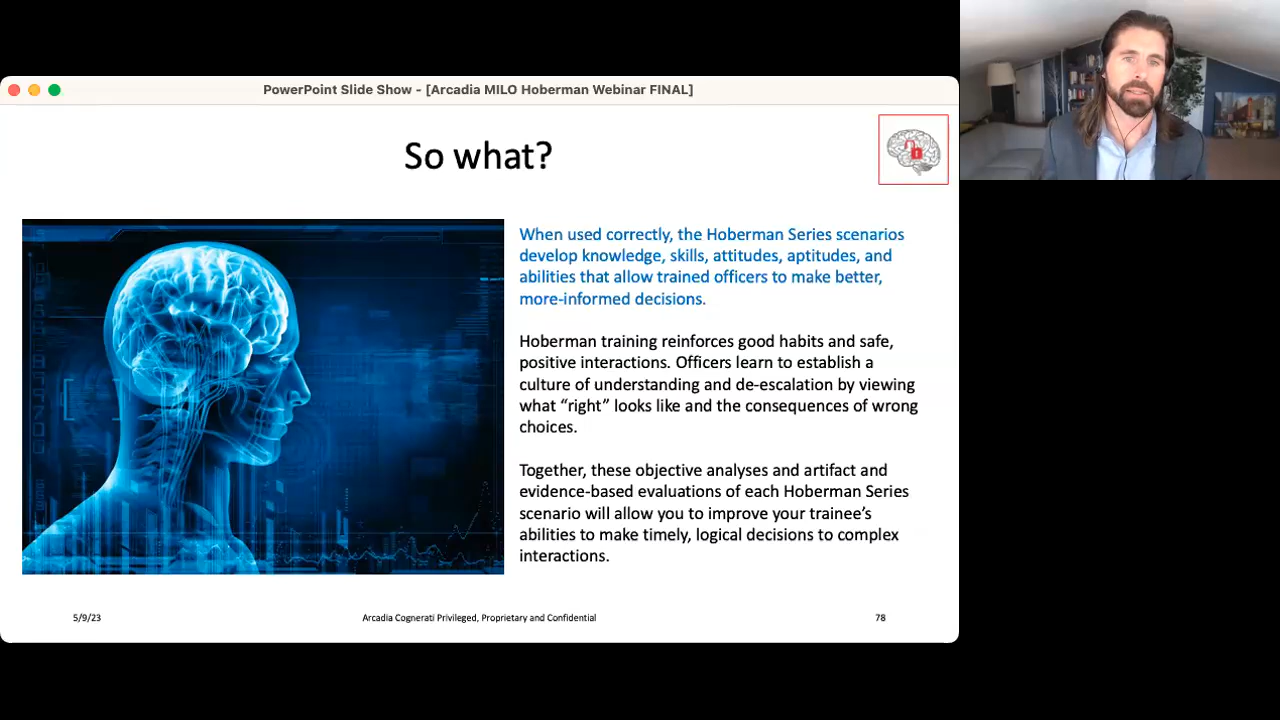 PowerPoint Slide Show - [Arcadia MILO Hoberman Webinar FINAL]
So what?
When used correctly, the Hoberman Series scenarios
develop knowledge, skills, attitudes, aptitudes, and
abilities that allow trained officers to make better,
more-informed decisions.
Hoberman training reinforces good habits and safe,
positive interactions. Officers learn to establish a
culture of understanding and de-escalation by viewing
what “right” looks like and the consequences of wrong
choices.
Together, these objective analyses and artifact and
evidence-based evaluations of each Hoberman Series
scenario will allow you to improve your trainee’s
abilities to make timely, logical decisions to complex
interactions.
5/9/23
Arcadia Cognerati Privileged, Proprietary and Confidential
78